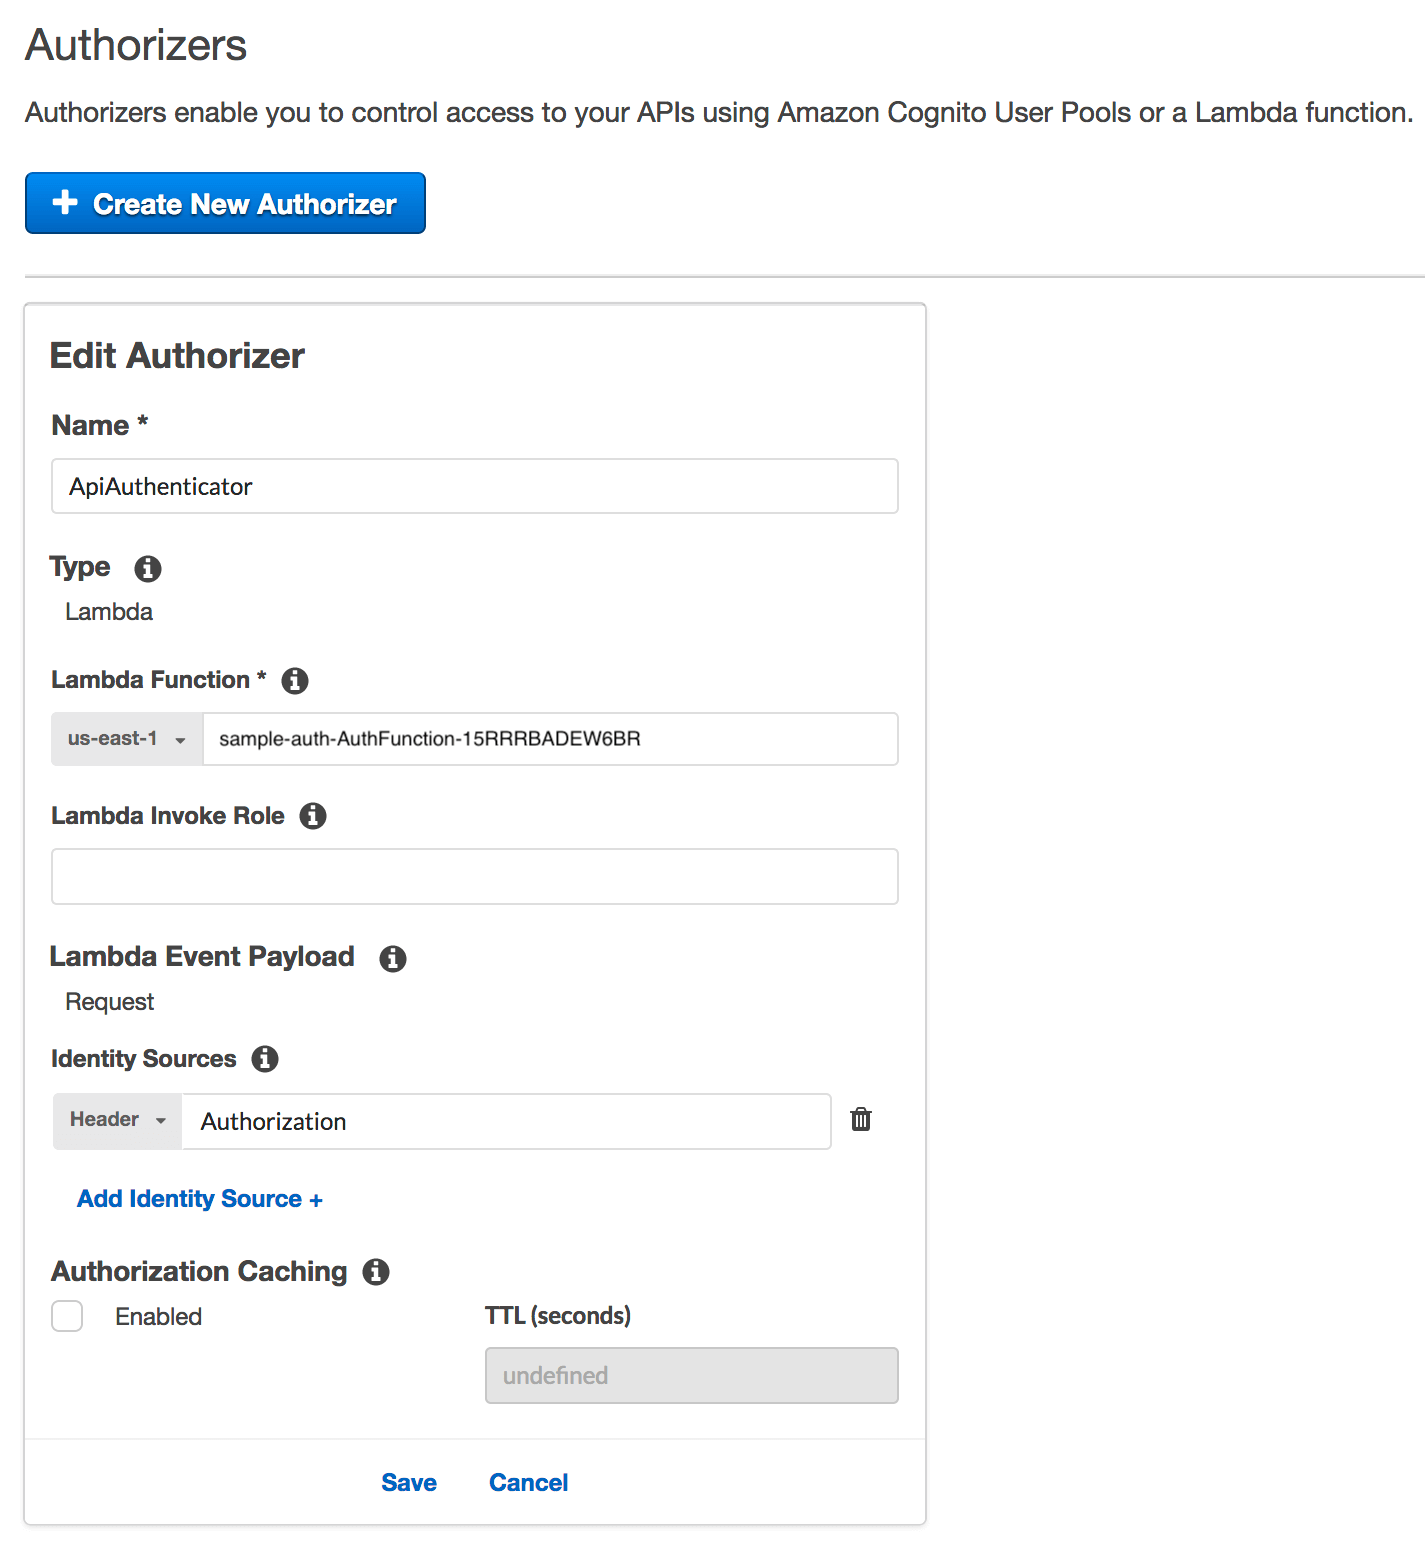 Authorizers
Authorizers enable you to control access to your APIs using Amazon Cognito User Pools or a Lambda function.
+ Create New Authorizer
Edit Authorizer
Name *
ApiAuthenticator
Type
Lambda
Lambda Function *
us-east-1 sample-auth-AuthFunction-15RRRBADEW6BR
Lambda Invoke Role
Lambda Event Payload
Request
Identity Sources
Header Authorization
Add Identity Source +
Authorization Caching
Enabled TTL (seconds)
undefined
Save Cancel